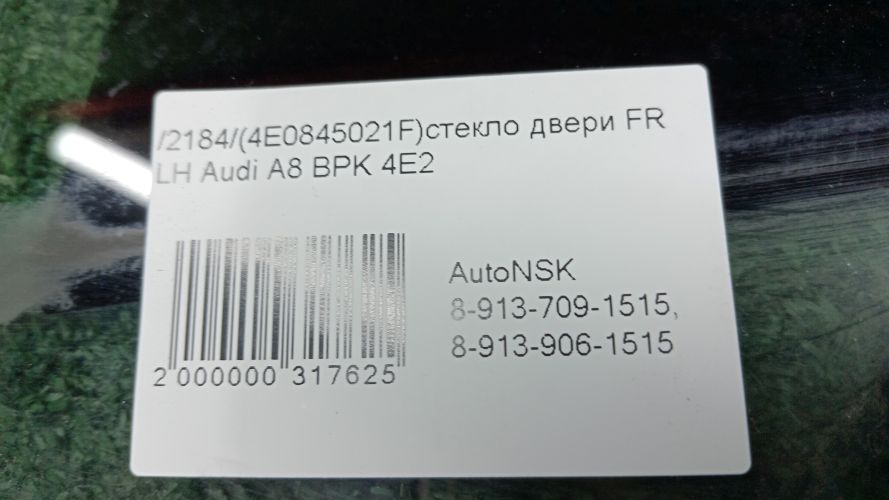 /2184/(4E0845021F)стекло двери FR
LH Audi A8 BPK 4E2
AutoNSK
8-913-709-1515,
8-913-906-1515
2 000000 317625